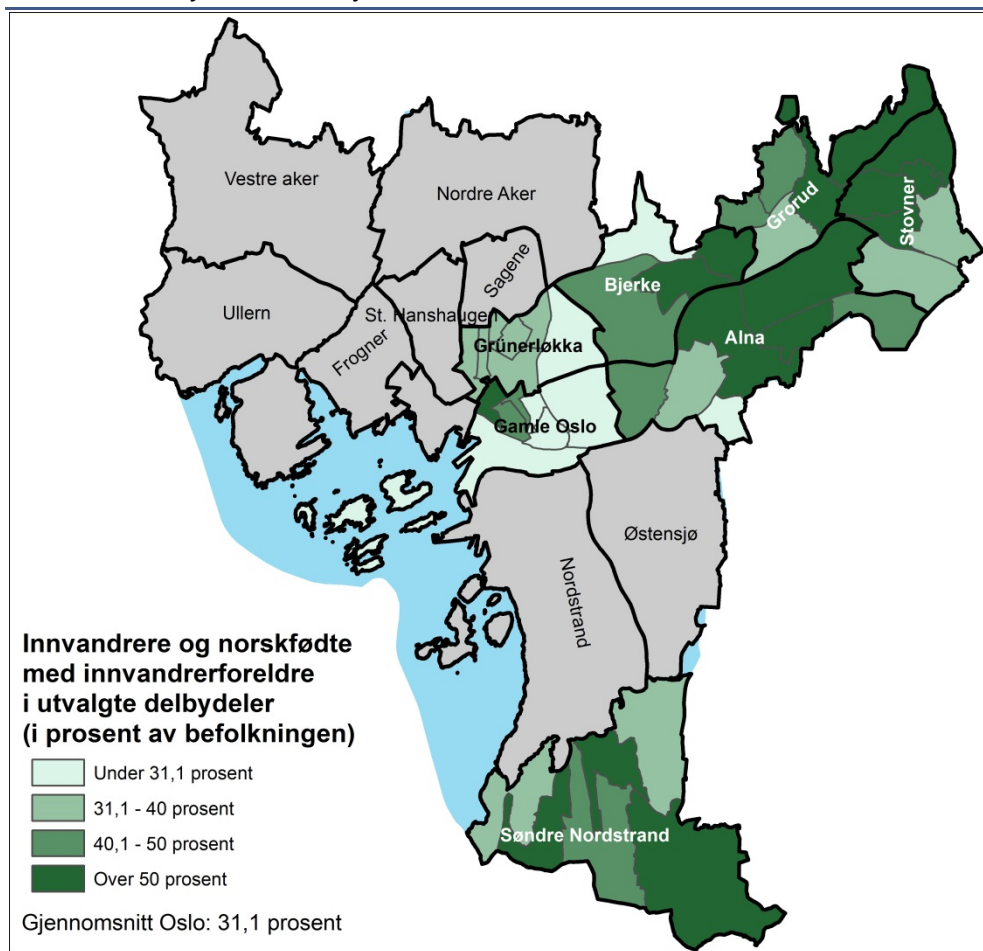 Vestre aker
Nordre Aker
Grorud
Stovner
Sagene
Bjerke
Ullern
St. Hanshaugen
Frogner
Grünerløkka
Alna
Gamle Oslo
Østensjø
Nordstrand
Innvandrere og norskfødte
med innvandrerforeldre
i utvalgte delbydeler
(i prosent av befolkningen)
Under 31,1 prosent
31,1 - 40 prosent
40,1 - 50 prosent
Over 50 prosent
Søndre Nordstrand
Gjennomsnitt Oslo: 31,1 prosent